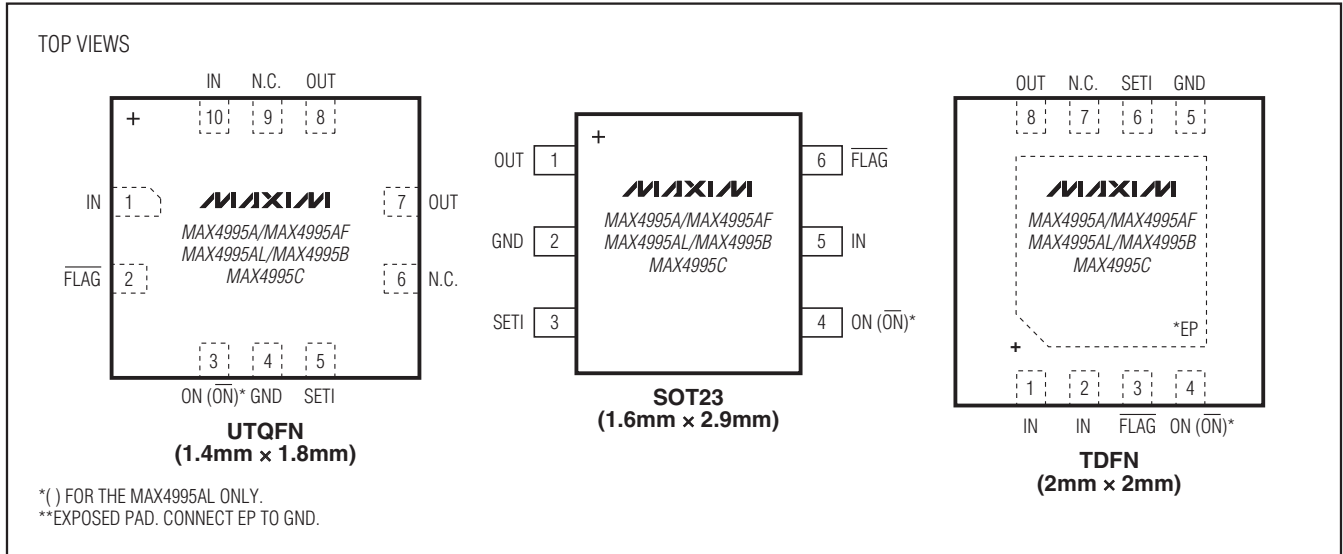 TOP VIEWS
IN N.C. OUT
10 9 8
+
IN 1
7 OUT
MAXIM
MAX4995A/MAX4995AF
MAX4995AL/MAX4995B
MAX4995C
FLAG 2
6 N.C.
3 4 5
ON (ON)* GND SETI
UTQFN
(1.4mm × 1.8mm)
+
OUT 1
6 FLAG
MAXIM
MAX4995A/MAX4995AF
MAX4995AL/MAX4995B
MAX4995C
GND 2
5 IN
SETI 3
4 ON (ON)*
SOT23
(1.6mm × 2.9mm)
OUT N.C. SETI GND
8 7 6 5
MAXIM
MAX4995A/MAX4995AF
MAX4995AL/MAX4995B
MAX4995C
*EP
+
1 2 3 4
IN IN FLAG ON (ON)*
TDFN
(2mm × 2mm)
*( ) FOR THE MAX4995AL ONLY.
**EXPOSED PAD. CONNECT EP TO GND.